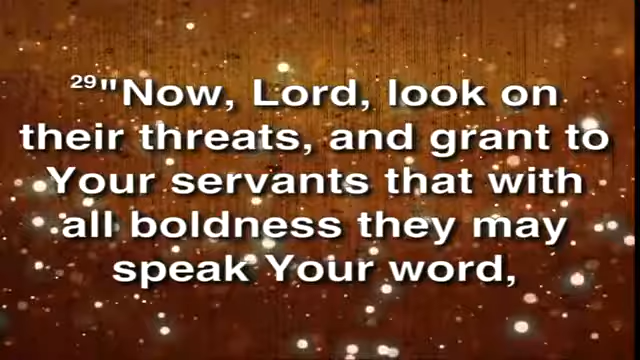 29"Now, Lord, look on
their threats, and grant to
Your servants that with
all boldness they may
speak Your word,